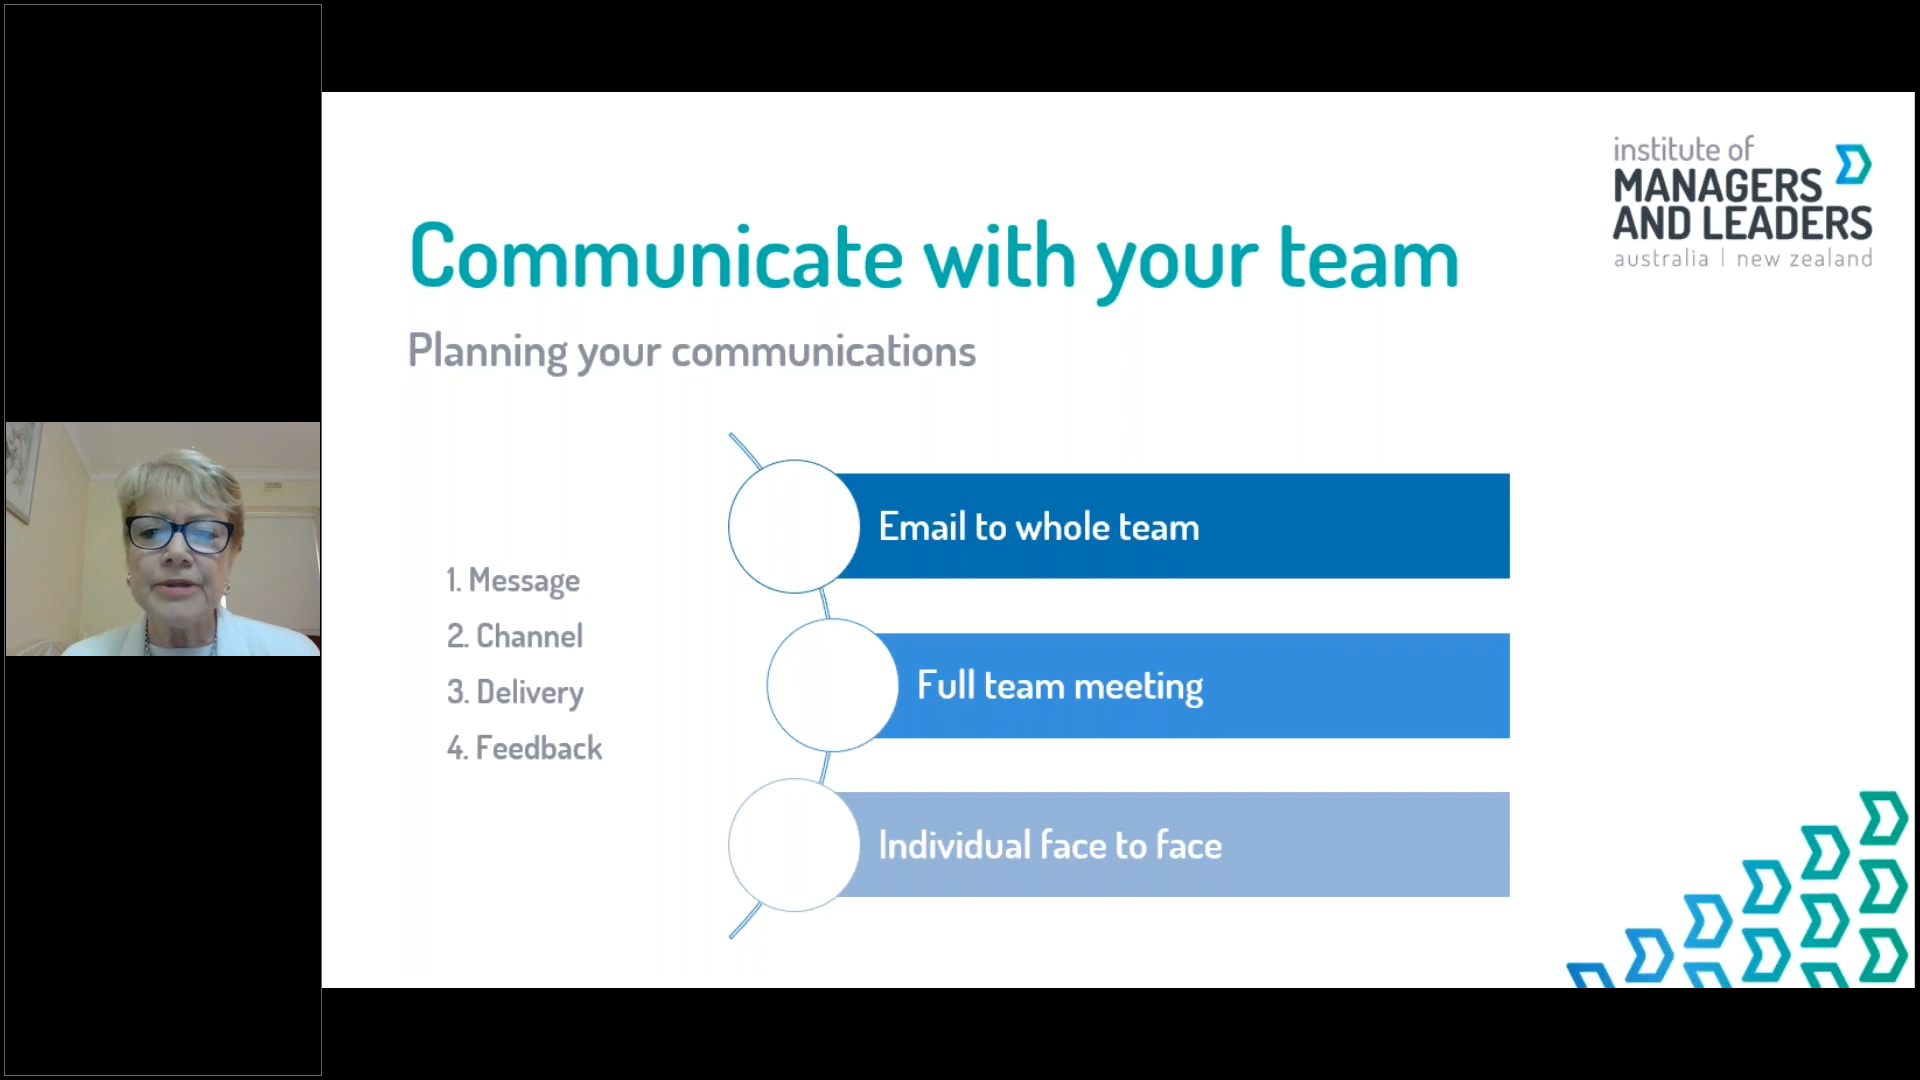 institute of
MANAGERS
AND LEADERS
australia | new zealand
Communicate with your team
Planning your communications
1. Message
2. Channel
3. Delivery
4. Feedback
Email to whole team
Full team meeting
Individual face to face